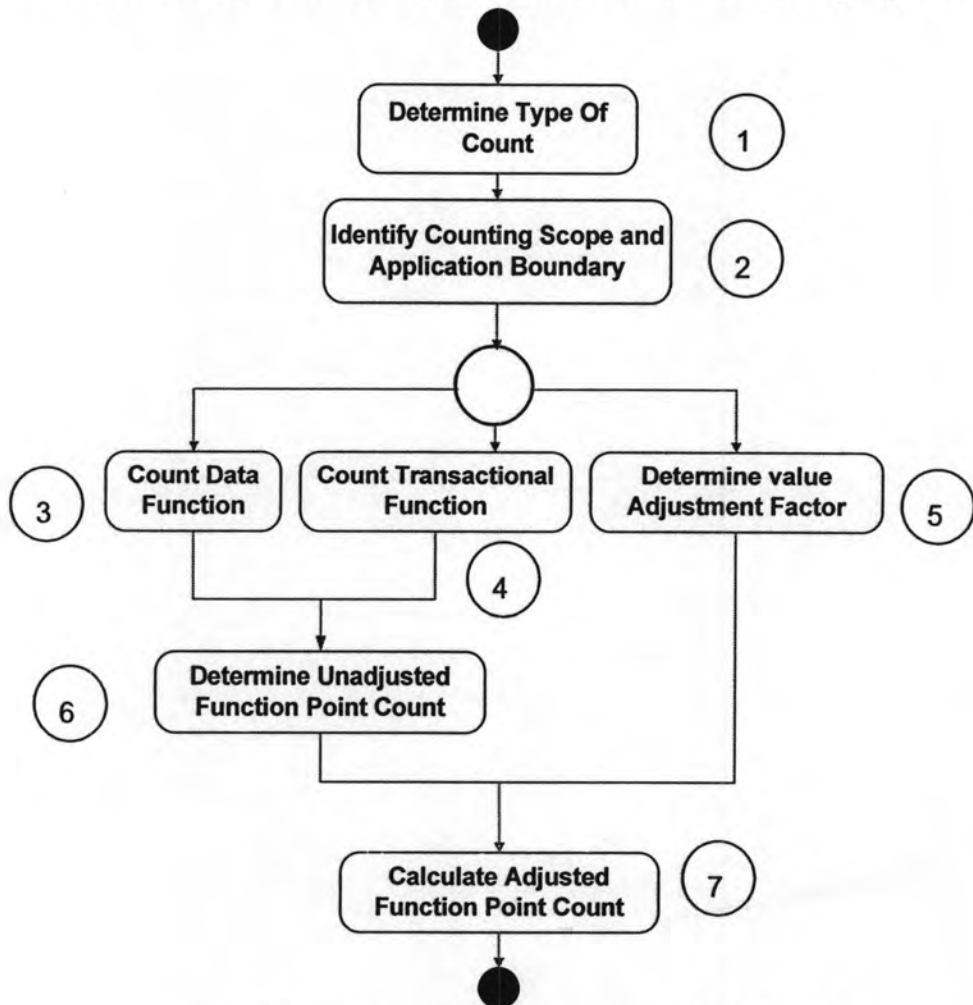 Determine Type Of
Count
1
Identify Counting Scope and
Application Boundary
2
3
Count Data
Function
Count Transactional
Function
4
Determine value
Adjustment Factor
5
6
Determine Unadjusted
Function Point Count
Calculate Adjusted
Function Point Count
7